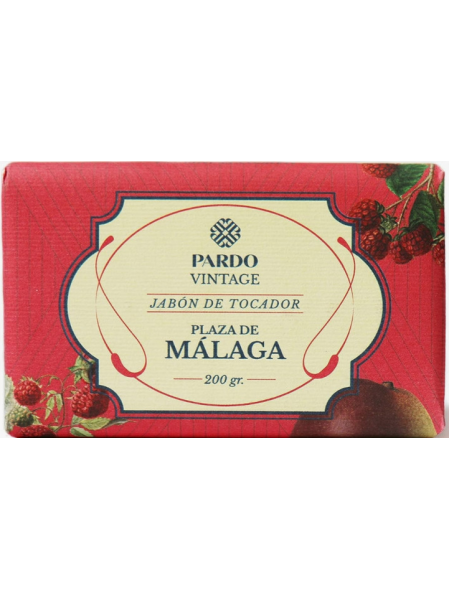 PARDO
VINTAGE
JABÓN DE TOCADOR
PLAZA DE
MÁLAGA
200 gr.